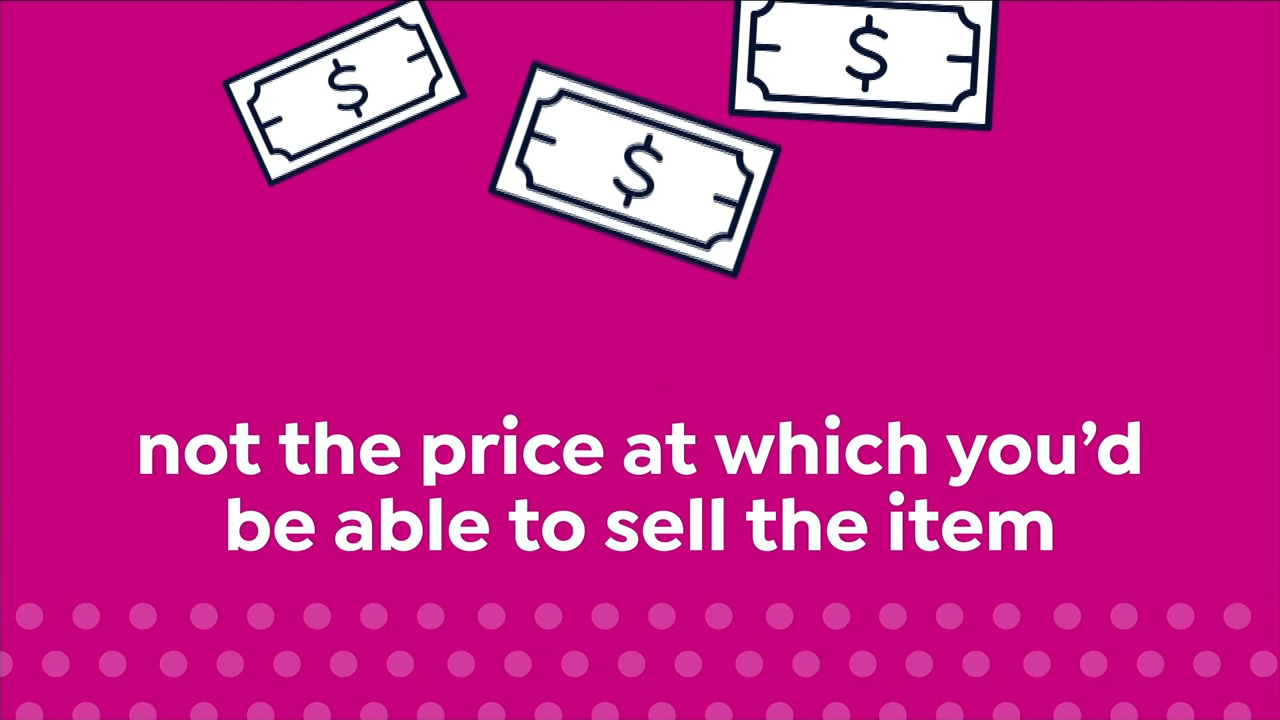 $
$
$
not the price at which you’d
be able to sell the item